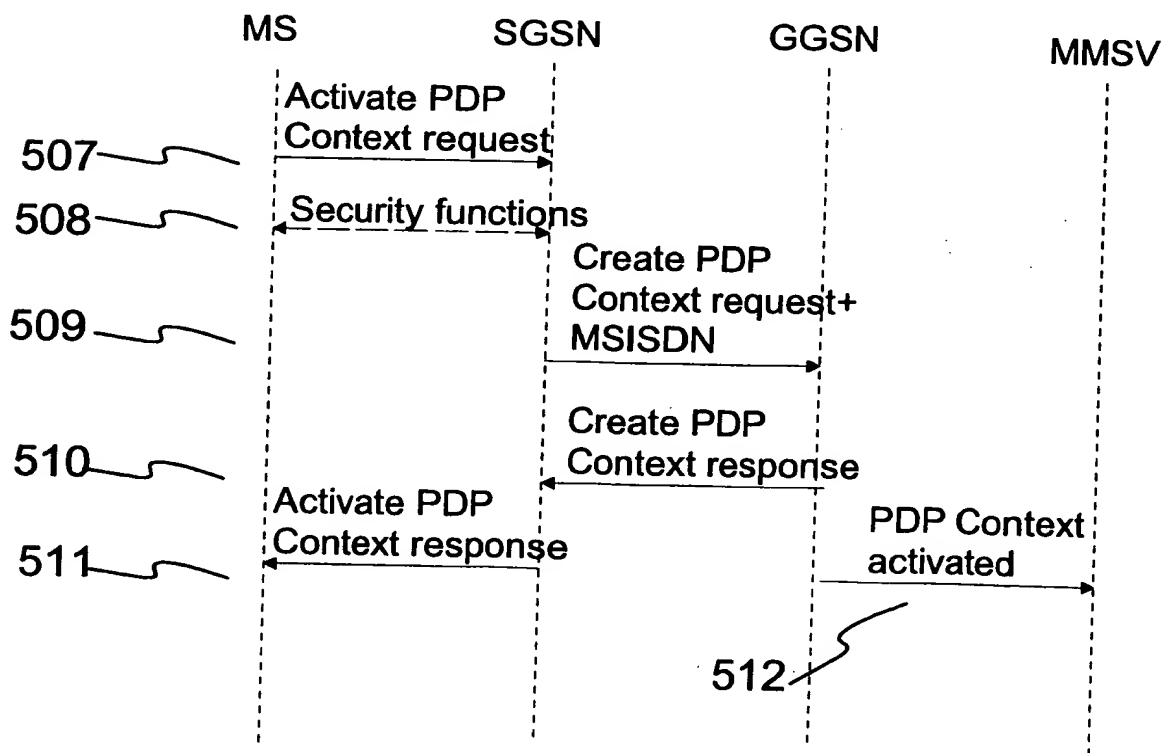 MS SGSN GGSN MMSV
Activate PDP
Context request
507
508
Security functions
Create PDP
Context request+
MSISDN
509
Create PDP
Context response
510
Activate PDP
Context response
511
PDP Context
activated
512